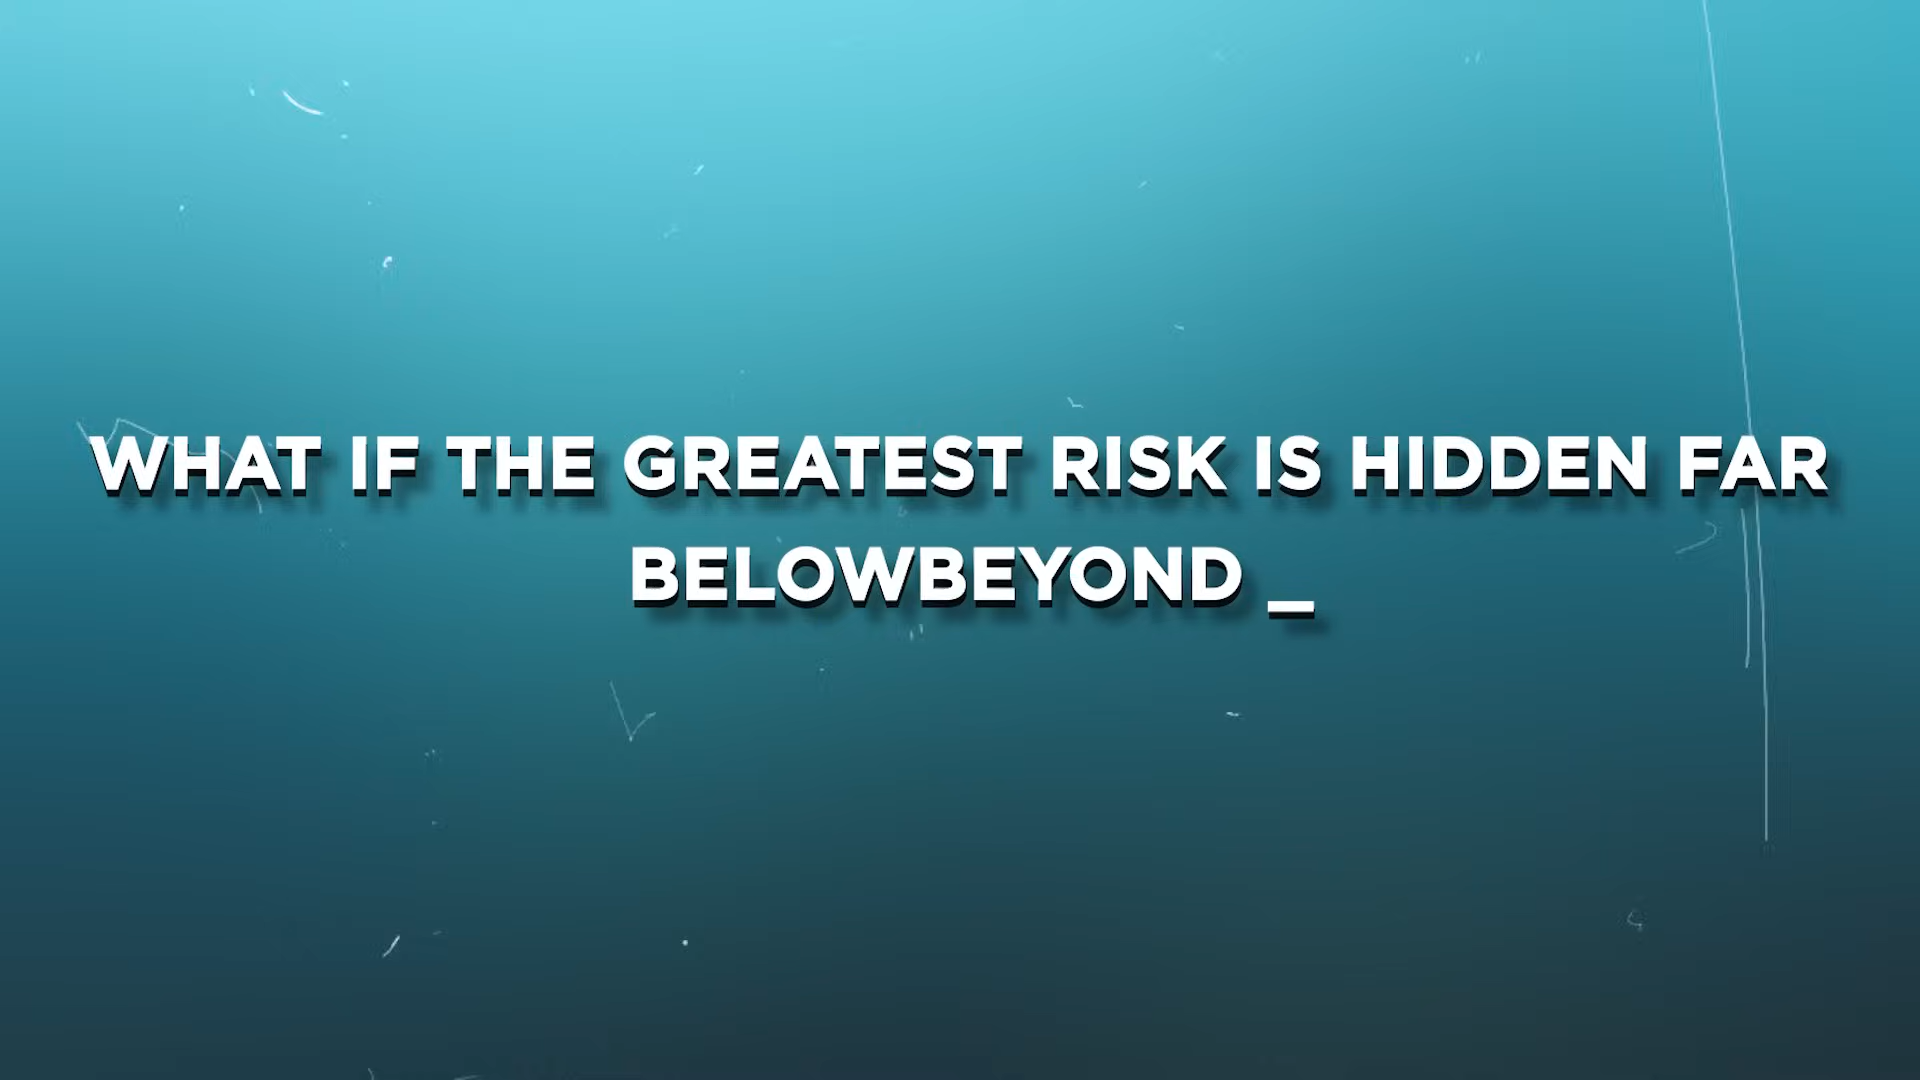 WHAT IF THE GREATEST RISK IS HIDDEN FAR
BELOWBEYOND _